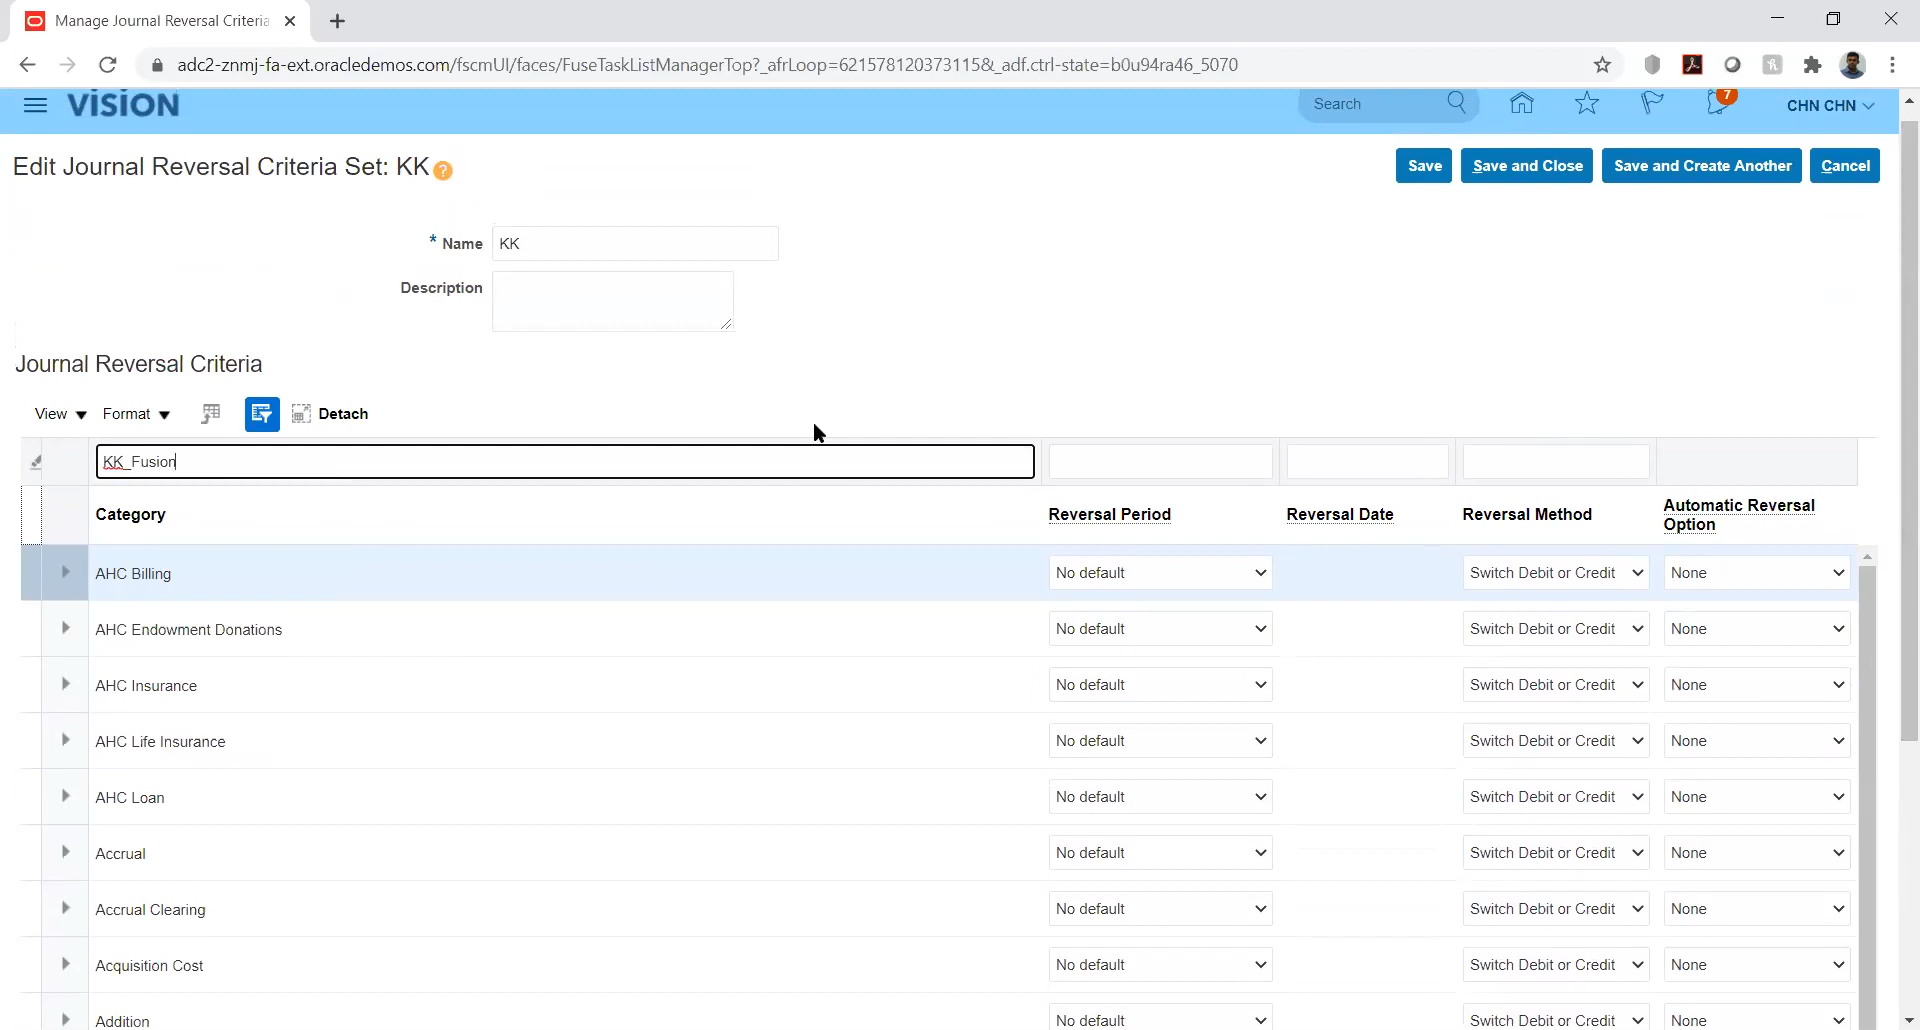 Manage Journal Reversal Criteria
adc2-znmj-fa-ext.oracledemos.com/fscmUI/faces/FuseTaskListManagerTop?_afrLoop=621578120373115&_adf.ctrl-state=b0u94ra46_5070
VISION
Search
7
CHN CHN
Edit Journal Reversal Criteria Set: KK ?
Save
Save and Close
Save and Create Another
Cancel
* Name KK
Description
Journal Reversal Criteria
View Format Detach
KK_Fusion
Category Reversal Period Reversal Date Reversal Method Automatic Reversal Option
AHC Billing No default Switch Debit or Credit None
AHC Endowment Donations No default Switch Debit or Credit None
AHC Insurance No default Switch Debit or Credit None
AHC Life Insurance No default Switch Debit or Credit None
AHC Loan No default Switch Debit or Credit None
Accrual No default Switch Debit or Credit None
Accrual Clearing No default Switch Debit or Credit None
Acquisition Cost No default Switch Debit or Credit None
Addition No default Switch Debit or Credit None